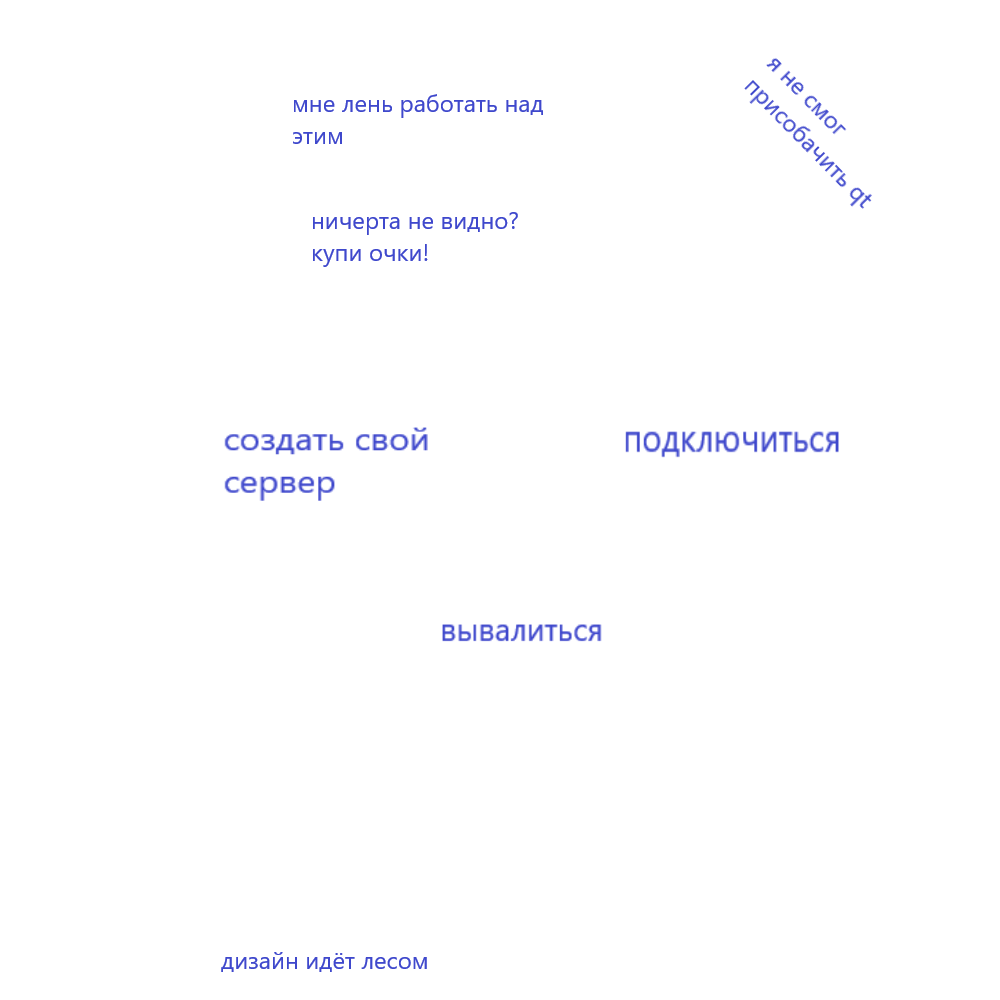 мне лень работать над
этим
я не смог
присобачить qt
ничерта не видно?
купи очки!
создать свой
сервер
подключиться
вывалиться
дизайн идёт лесом